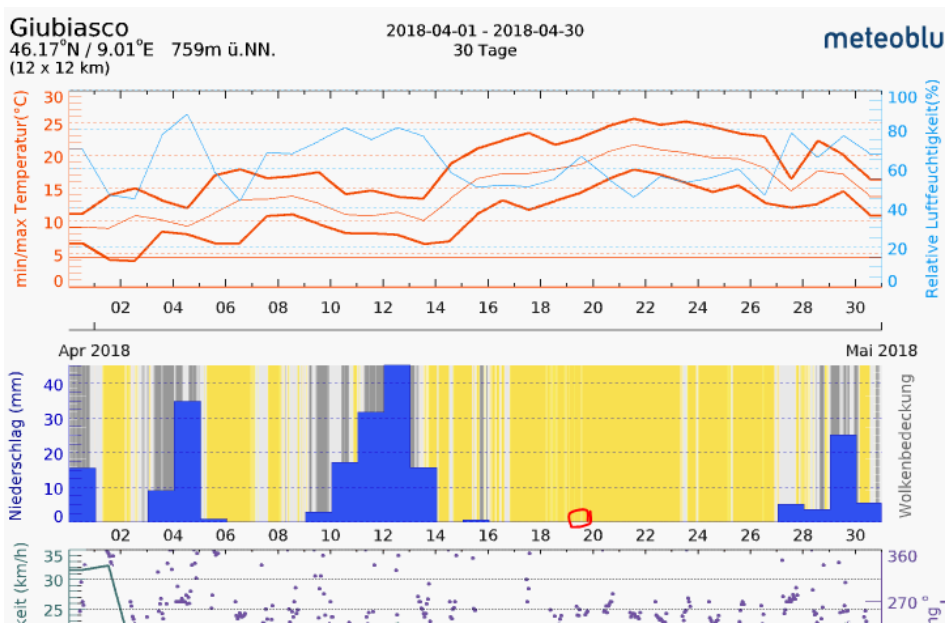 Giubiasco
46.17°N / 9.01°E 759m ü.NN.
(12 x 12 km)
2018-04-01 - 2018-04-30
30 Tage
meteoblu
min/max Temperatur(°C)
30
25
20
15
10
5
0
100
80
60
40
20
0
Relative Luftfeuchtigkeit(%)
02 04 06 08 10 12 14 16 18 20 22 24 26 28 30
Apr 2018 Mai 2018
Niederschlag (mm)
40
30
20
10
0
Wolkenbedeckung
02 04 06 08 10 12 14 16 18 20 22 24 26 28 30
keit (km/h)
35
30
25
360
270
ng °